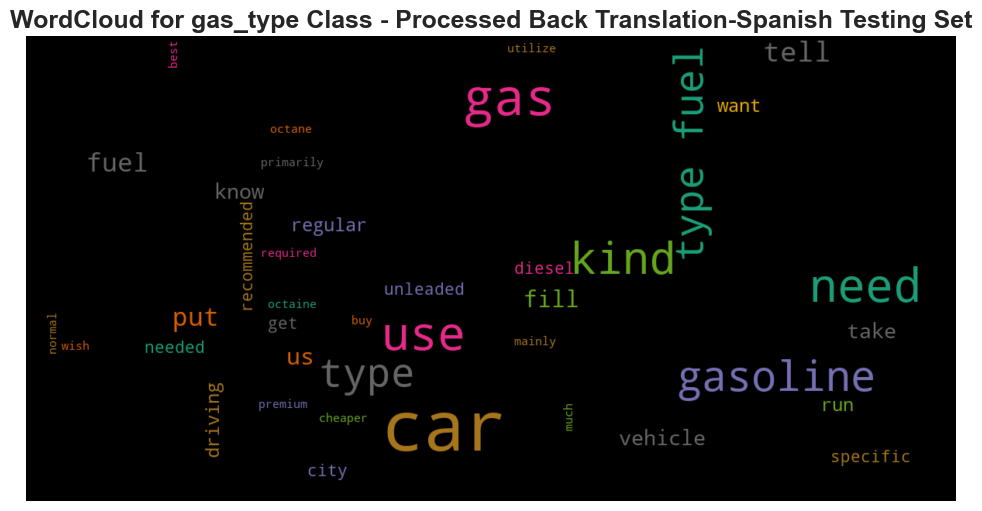 WordCloud for gas_type Class - Processed Back Translation-Spanish Testing Set
best
utilize
tell
gas
type fuel
want
octane
fuel
primarily
know
recommended
regular
required
kind
diesel
need
unleaded
fill
octaine
put
get
buy
use
normal
wish
needed
us
mainly
take
type
gasoline
driving
premium
cheaper
car
much
run
vehicle
specific
city